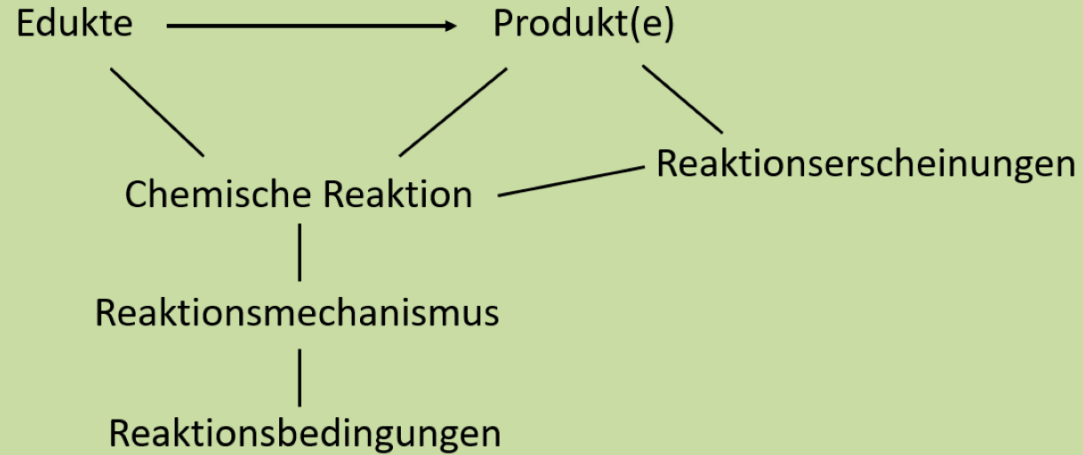 Edukte
Produkt(e)
Reaktionserscheinungen
Chemische Reaktion
Reaktionsmechanismus
Reaktionsbedingungen